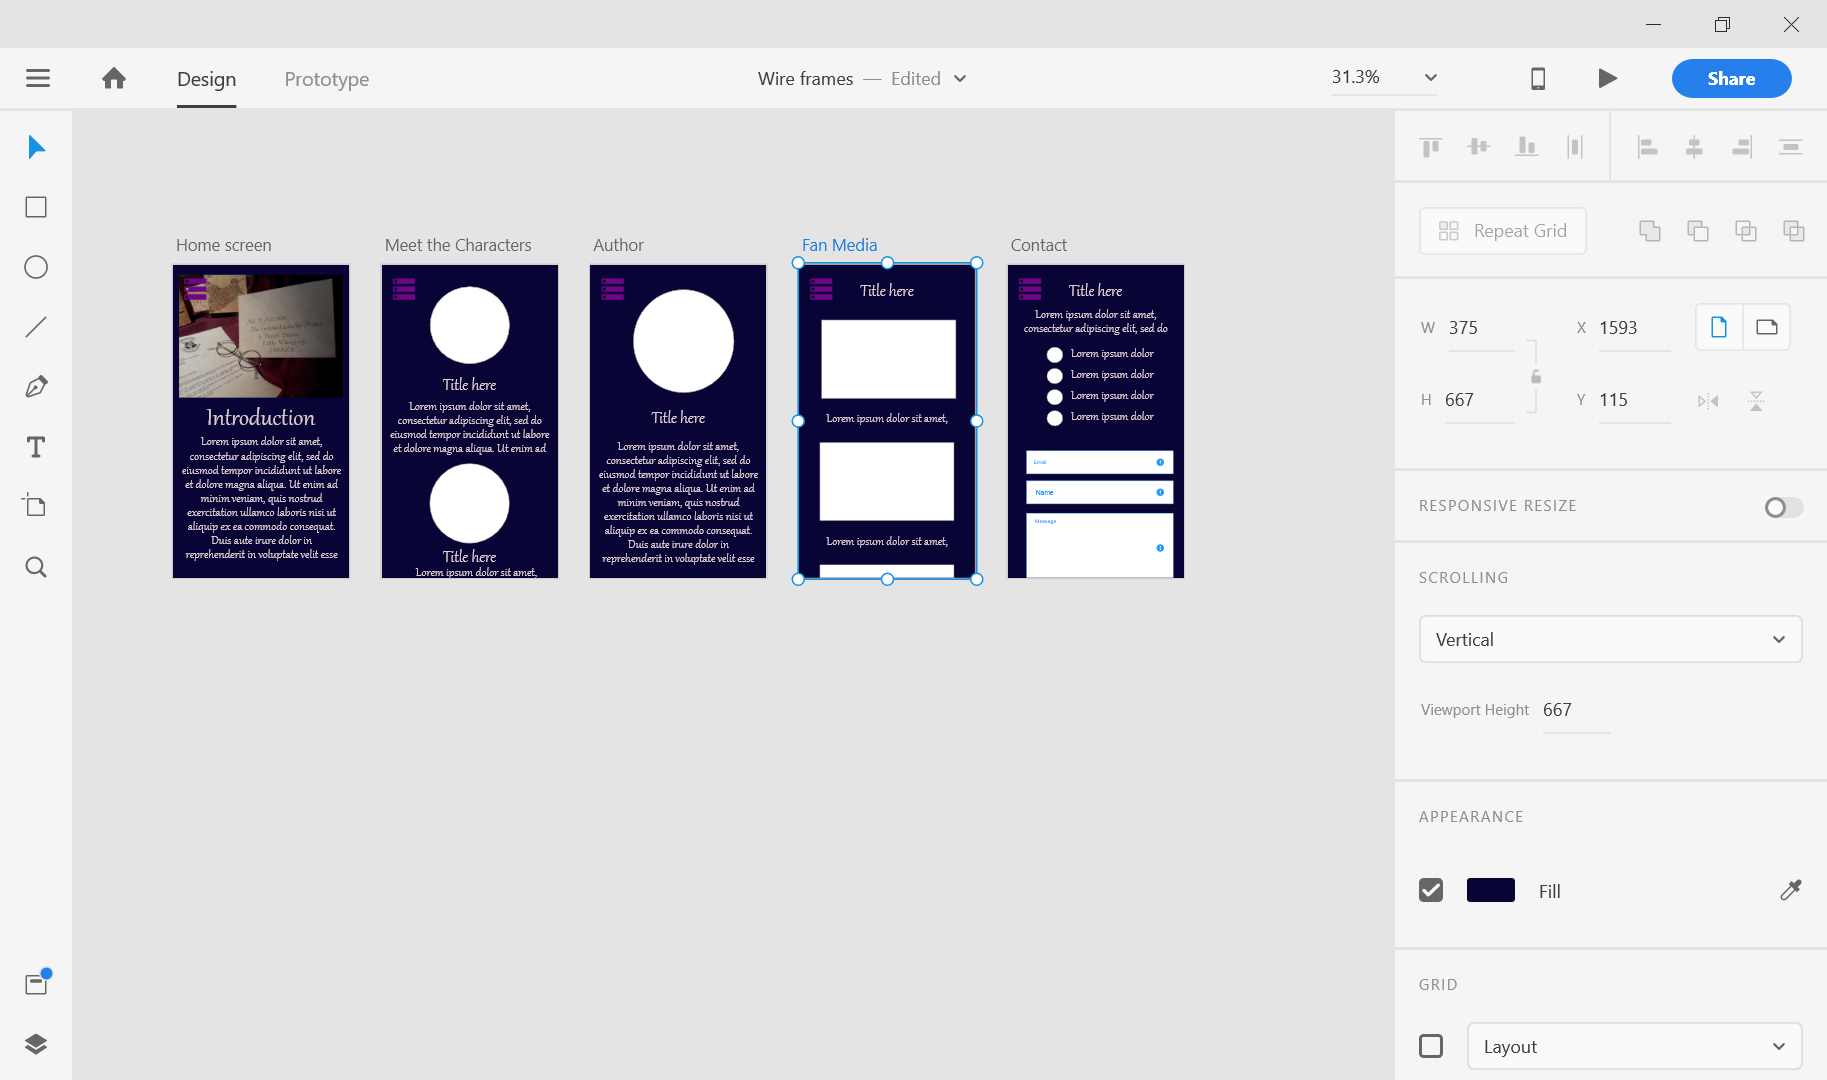 Design
Prototype
Wire frames — Edited
31.3%
Share
Home screen
Introduction
Lorem ipsum dolor sit amet,
consectetur adipiscing elit, sed do
eiusmod tempor incididunt ut labore
et dolore magna aliqua. Ut enim ad
minim veniam, quis nostrud
exercitation ullamco laboris nisi ut
aliquip ex ea commodo consequat.
Duis aute irure dolor in
reprehenderit in voluptate velit esse
Meet the Characters
Title here
Lorem ipsum dolor sit amet,
consectetur adipiscing elit, sed do
eiusmod tempor incididunt ut labore
et dolore magna aliqua. Ut enim ad
Title here
Lorem ipsum dolor sit amet,
Author
Title here
Lorem ipsum dolor sit amet,
consectetur adipiscing elit, sed do
eiusmod tempor incididunt ut labore
et dolore magna aliqua. Ut enim ad
minim veniam, quis nostrud
exercitation ullamco laboris nisi ut
aliquip ex ea commodo consequat.
Duis aute irure dolor in
reprehenderit in voluptate velit esse
Fan Media
Title here
Lorem ipsum dolor sit amet,
Lorem ipsum dolor sit amet,
Contact
Title here
Lorem ipsum dolor sit amet,
consectetur adipiscing elit, sed do
Lorem ipsum dolor
Lorem ipsum dolor
Lorem ipsum dolor
Lorem ipsum dolor
Email
Name
Message
Repeat Grid
W 375
X 1593
H 667
Y 115
RESPONSIVE RESIZE
SCROLLING
Vertical
Viewport Height 667
APPEARANCE
Fill
GRID
Layout